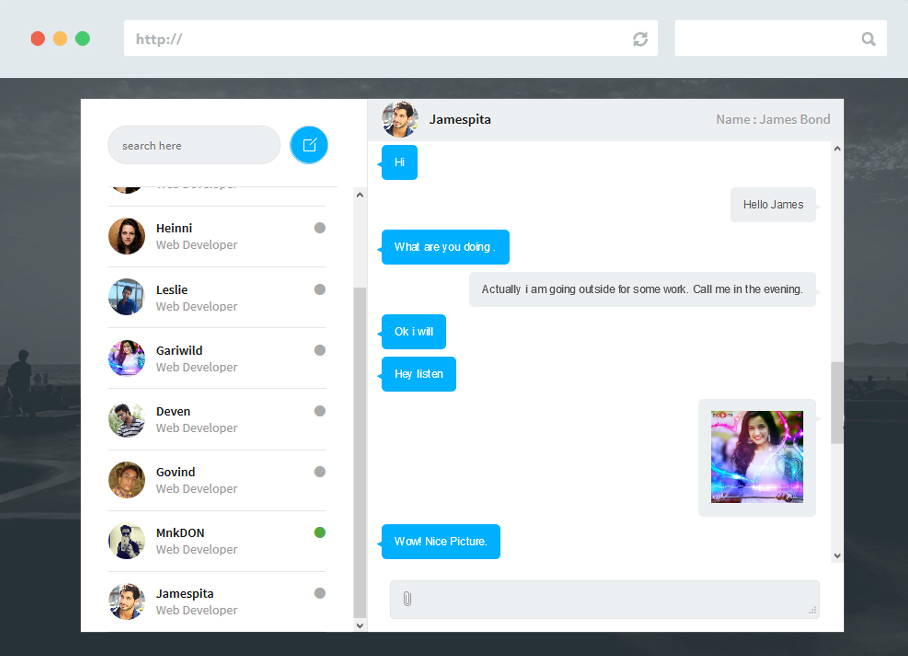 http://
search here
Heinni
Web Developer
Leslie
Web Developer
Gariwild
Web Developer
Deven
Web Developer
Govind
Web Developer
MnkDON
Web Developer
Jamespita
Web Developer
Jamespita
Name : James Bond
Hi
Hello James
What are you doing .
Actually i am going outside for some work. Call me in the evening.
Ok i will
Hey listen
Wow! Nice Picture.